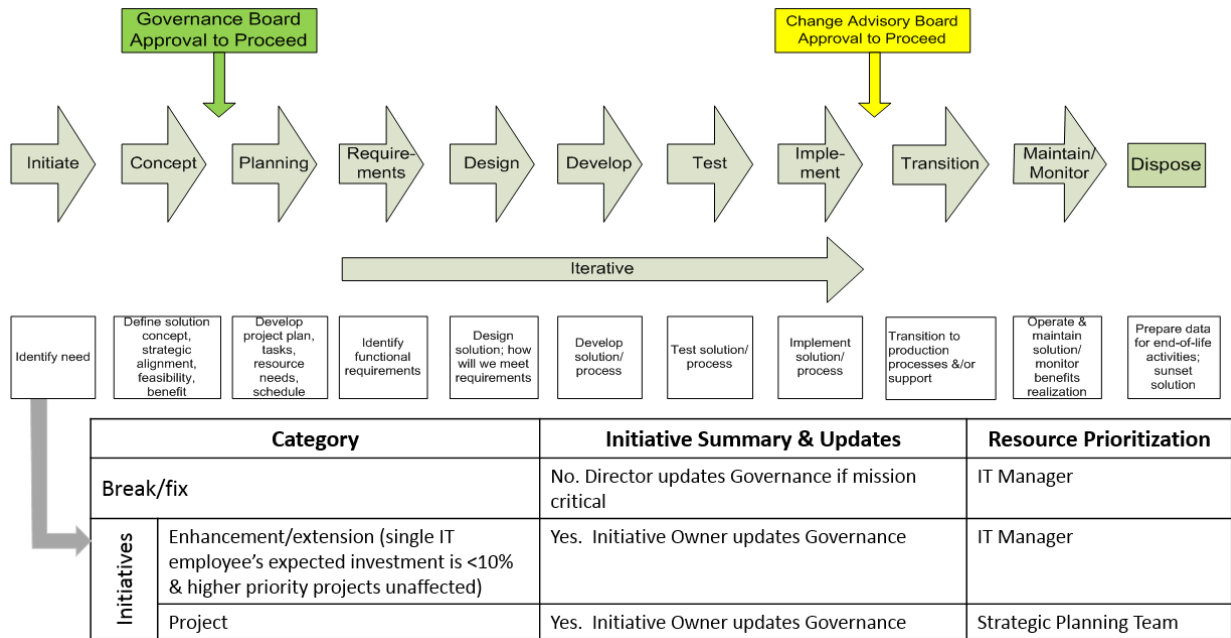 Governance Board
Approval to Proceed
Change Advisory Board
Approval to Proceed
Initiate
Concept
Planning
Require-
ments
Design
Develop
Test
Imple-
ment
Transition
Maintain/
Monitor
Dispose
Iterative
Identify need
Define solution
concept,
strategic
alignment,
feasibility,
benefit
Develop
project plan,
tasks,
resource
needs,
schedule
Identify
functional
requirements
Design
solution; how
will we meet
requirements
Develop
solution/
process
Test solution/
process
Implement
solution/
process
Transition to
production
processes &/or
support
Operate &
maintain
solution/
monitor
benefits
realization
Prepare data
for end-of-life
activities;
sunset
solution
Category
Initiative Summary & Updates
Resource Prioritization
Break/fix
No. Director updates Governance if mission
critical
IT Manager
Initiatives
Enhancement/extension (single IT
employee's expected investment is <10%
& higher priority projects unaffected)
Yes. Initiative Owner updates Governance
IT Manager
Project
Yes. Initiative Owner updates Governance
Strategic Planning Team